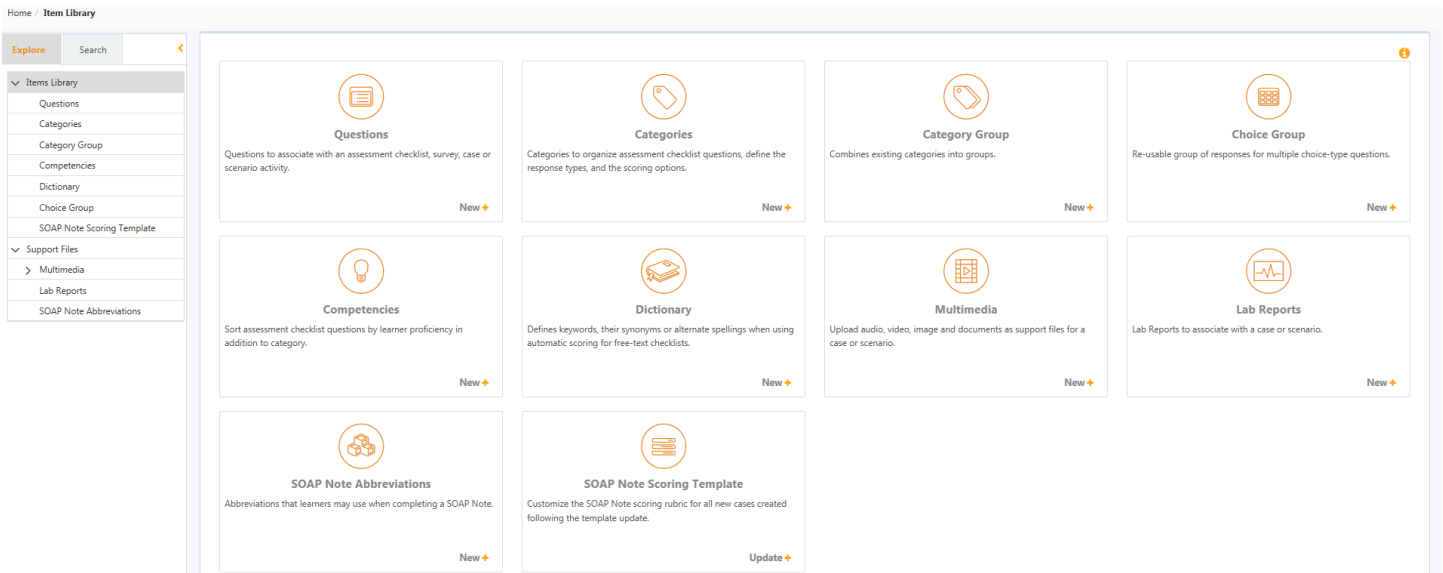 Home / Item Library
Explore
Search
Items Library
Questions
Categories
Category Group
Competencies
Dictionary
Choice Group
SOAP Note Scoring Template
Support Files
Multimedia
Lab Reports
SOAP Note Abbreviations
Questions
Questions to associate with an assessment checklist, survey, case or
scenario activity.
New +
Categories
Categories to organize assessment checklist questions, define the
response types, and the scoring options.
New +
Category Group
Combines existing categories into groups.
New +
Choice Group
Re-usable group of responses for multiple choice-type questions.
New +
Competencies
Sort assessment checklist questions by learner proficiency in
addition to category.
New +
Dictionary
Defines keywords, their synonyms or alternate spellings when using
automatic scoring for free-text checklists.
New +
Multimedia
Upload audio, video, image and documents as support files for a
case or scenario.
New +
Lab Reports
Lab Reports to associate with a case or scenario.
New +
SOAP Note Abbreviations
Abbreviations that learners may use when completing a SOAP Note.
New +
SOAP Note Scoring Template
Customize the SOAP Note scoring rubric for all new cases created
following the template update.
Update +